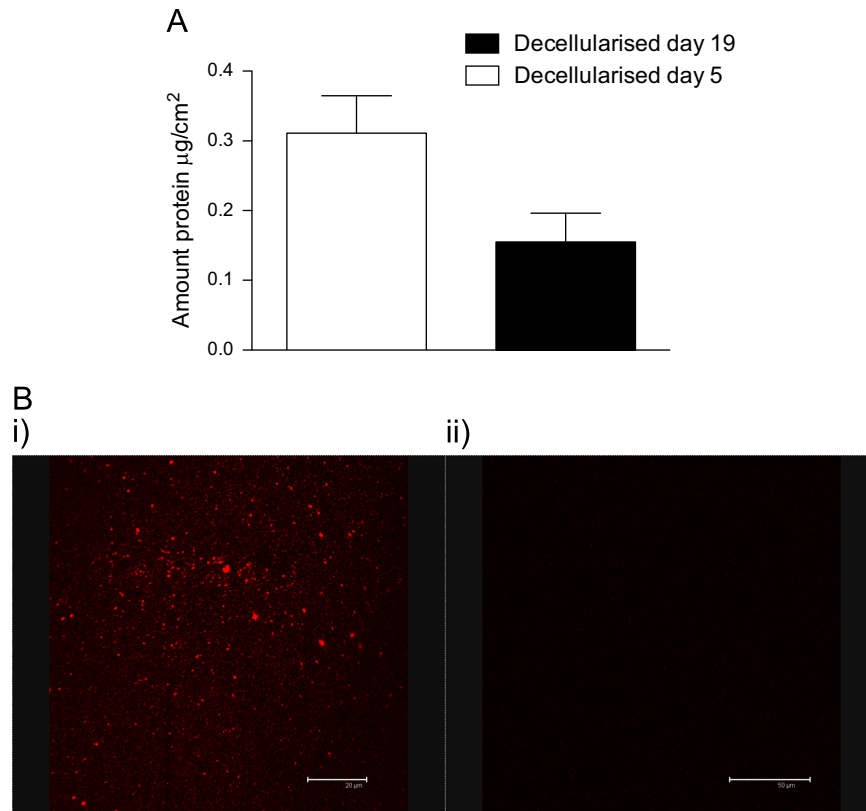 A
Decellularised day 19
Decellularised day 5
Amount protein µg/cm²
0.4
0.3
0.2
0.1
0.0
B
i)
ii)
20 µm
50 µm